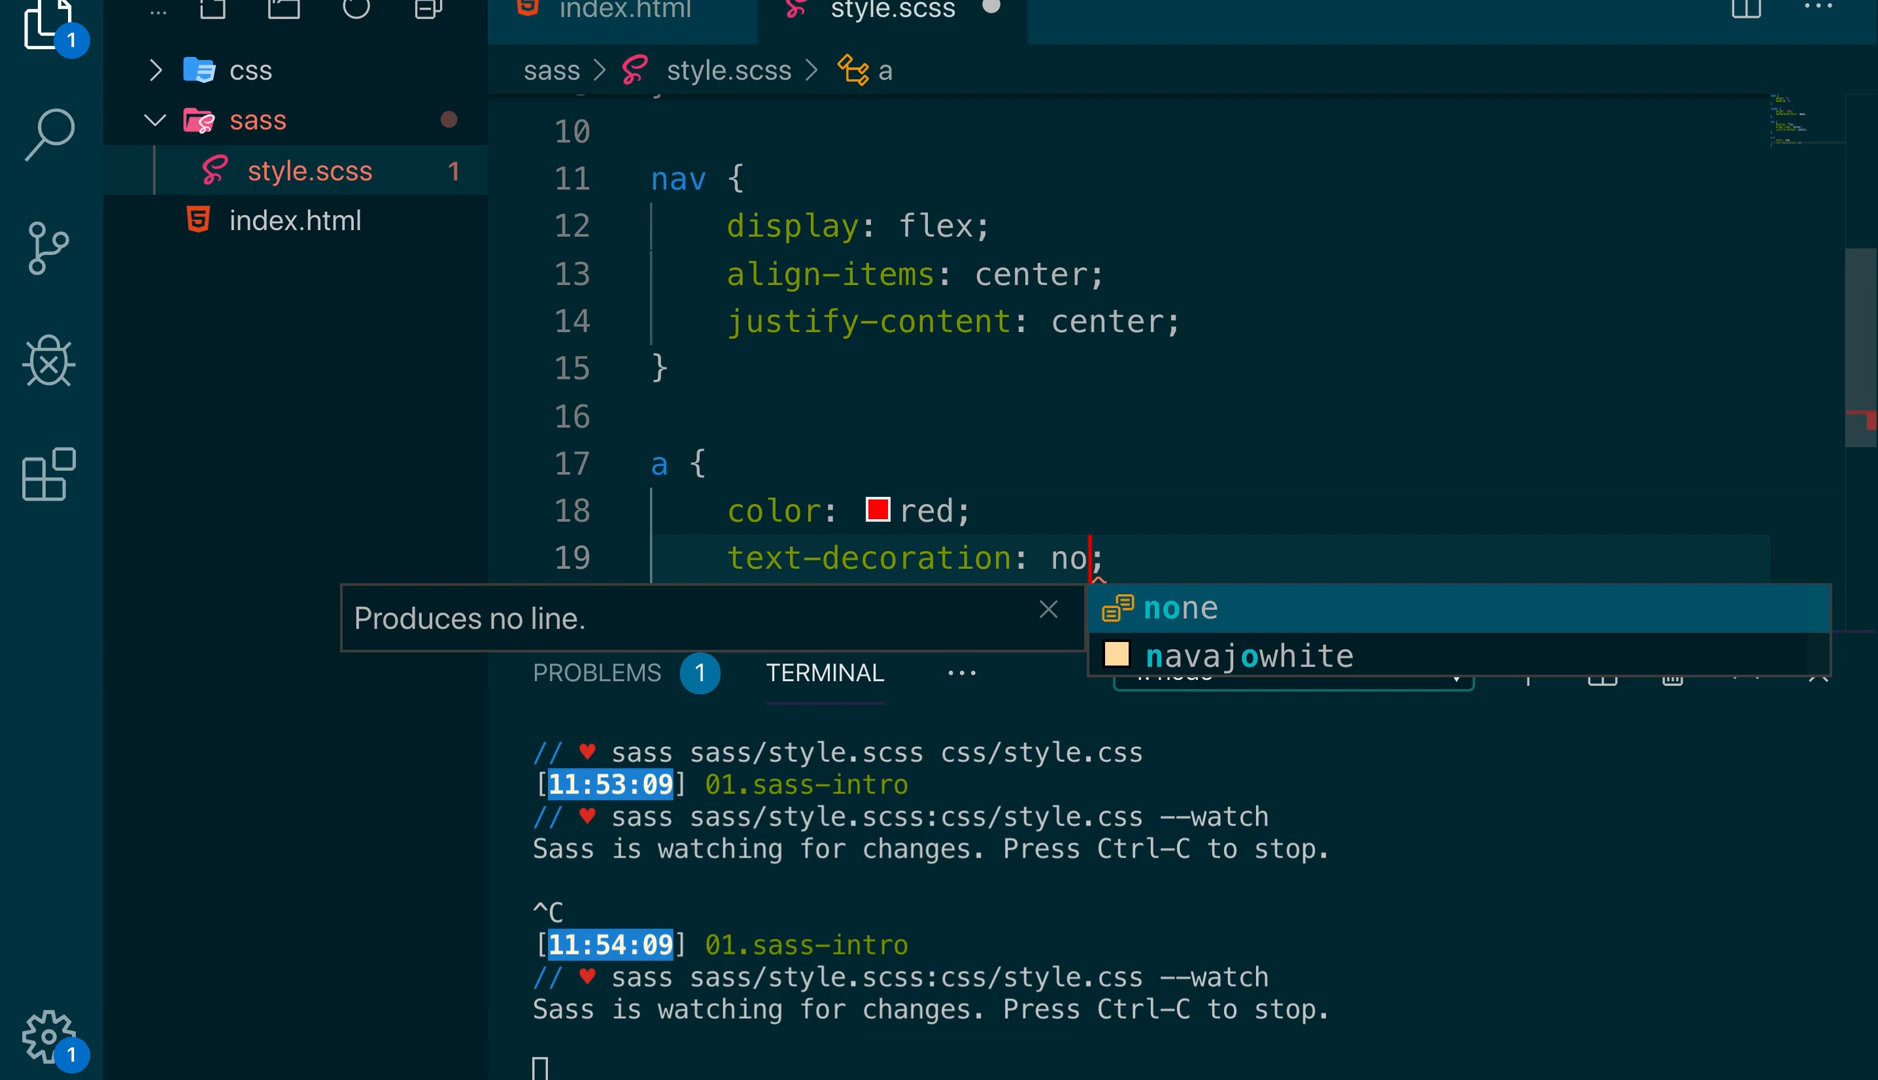 1
...
index.html
style.scss
...
css
sass
style.scss 1
index.html
sass > style.scss > a
10
11 nav {
12 display: flex;
13 align-items: center;
14 justify-content: center;
15 }
16
17 a {
18 color: red;
19 text-decoration: no;
Produces no line.
none
navajowhite
PROBLEMS 1 TERMINAL ...
// ♥ sass sass/style.scss css/style.css
[11:53:09] 01.sass-intro
// ♥ sass sass/style.scss:css/style.css --watch
Sass is watching for changes. Press Ctrl-C to stop.
^C
[11:54:09] 01.sass-intro
// ♥ sass sass/style.scss:css/style.css --watch
Sass is watching for changes. Press Ctrl-C to stop.
1